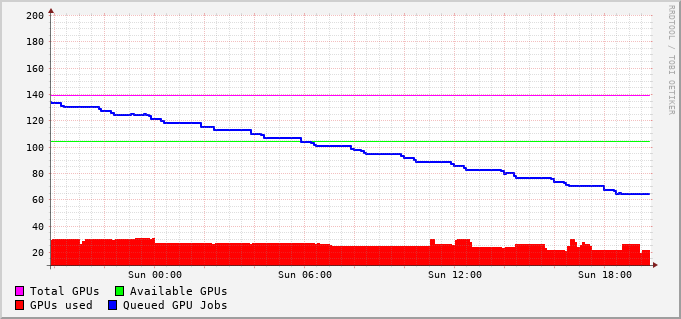 200
180
160
140
120
100
80
60
40
20
Sun 00:00 Sun 06:00 Sun 12:00 Sun 18:00
Total GPUs Available GPUs
GPUs used Queued GPU Jobs
RRDTOOL / TOBI OETIKER